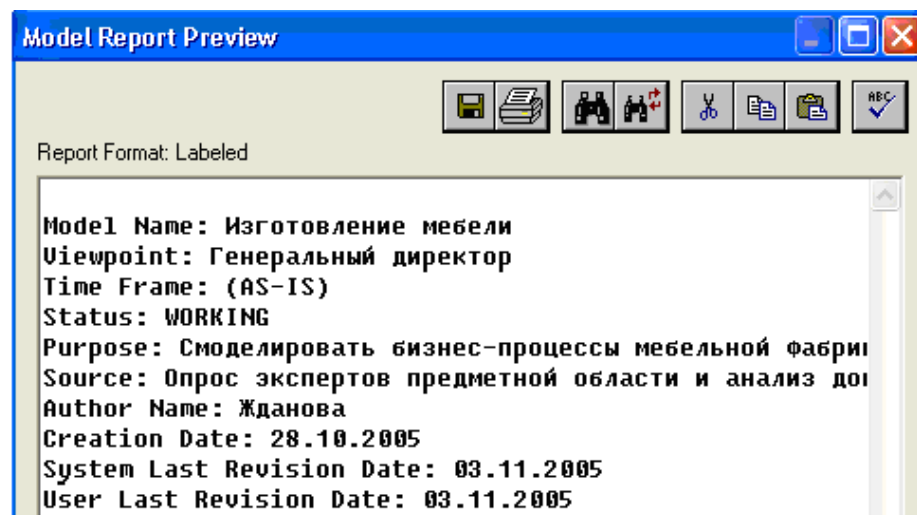 Model Report Preview
ABC
Report Format: Labeled
Model Name: Изготовление мебели
Viewpoint: Генеральный директор
Time Frame: (AS-IS)
Status: WORKING
Purpose: Смоделировать бизнес-процессы мебельной
Source: Опрос экспертов предметной области и анализ
Author Name: Жданова
Creation Date: 28.10.2005
System Last Revision Date: 03.11.2005
User Last Revision Date: 03.11.2005